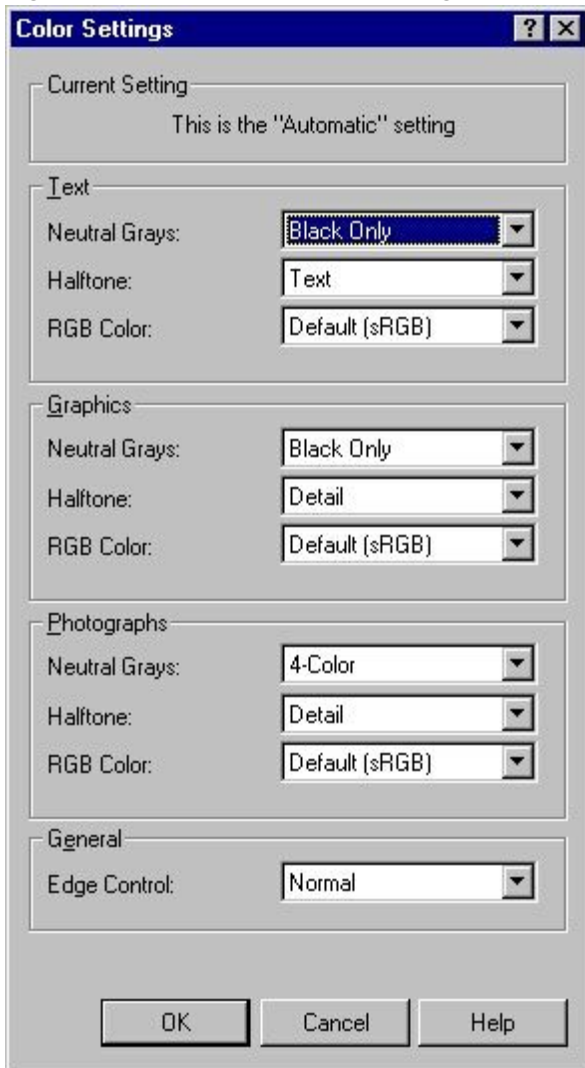 Color Settings
Current Setting
This is the "Automatic" setting
Text
Neutral Grays: Black Only
Halftone: Text
RGB Color: Default (sRGB)
Graphics
Neutral Grays: Black Only
Halftone: Detail
RGB Color: Default (sRGB)
Photographs
Neutral Grays: 4-Color
Halftone: Detail
RGB Color: Default (sRGB)
General
Edge Control: Normal
OK Cancel Help